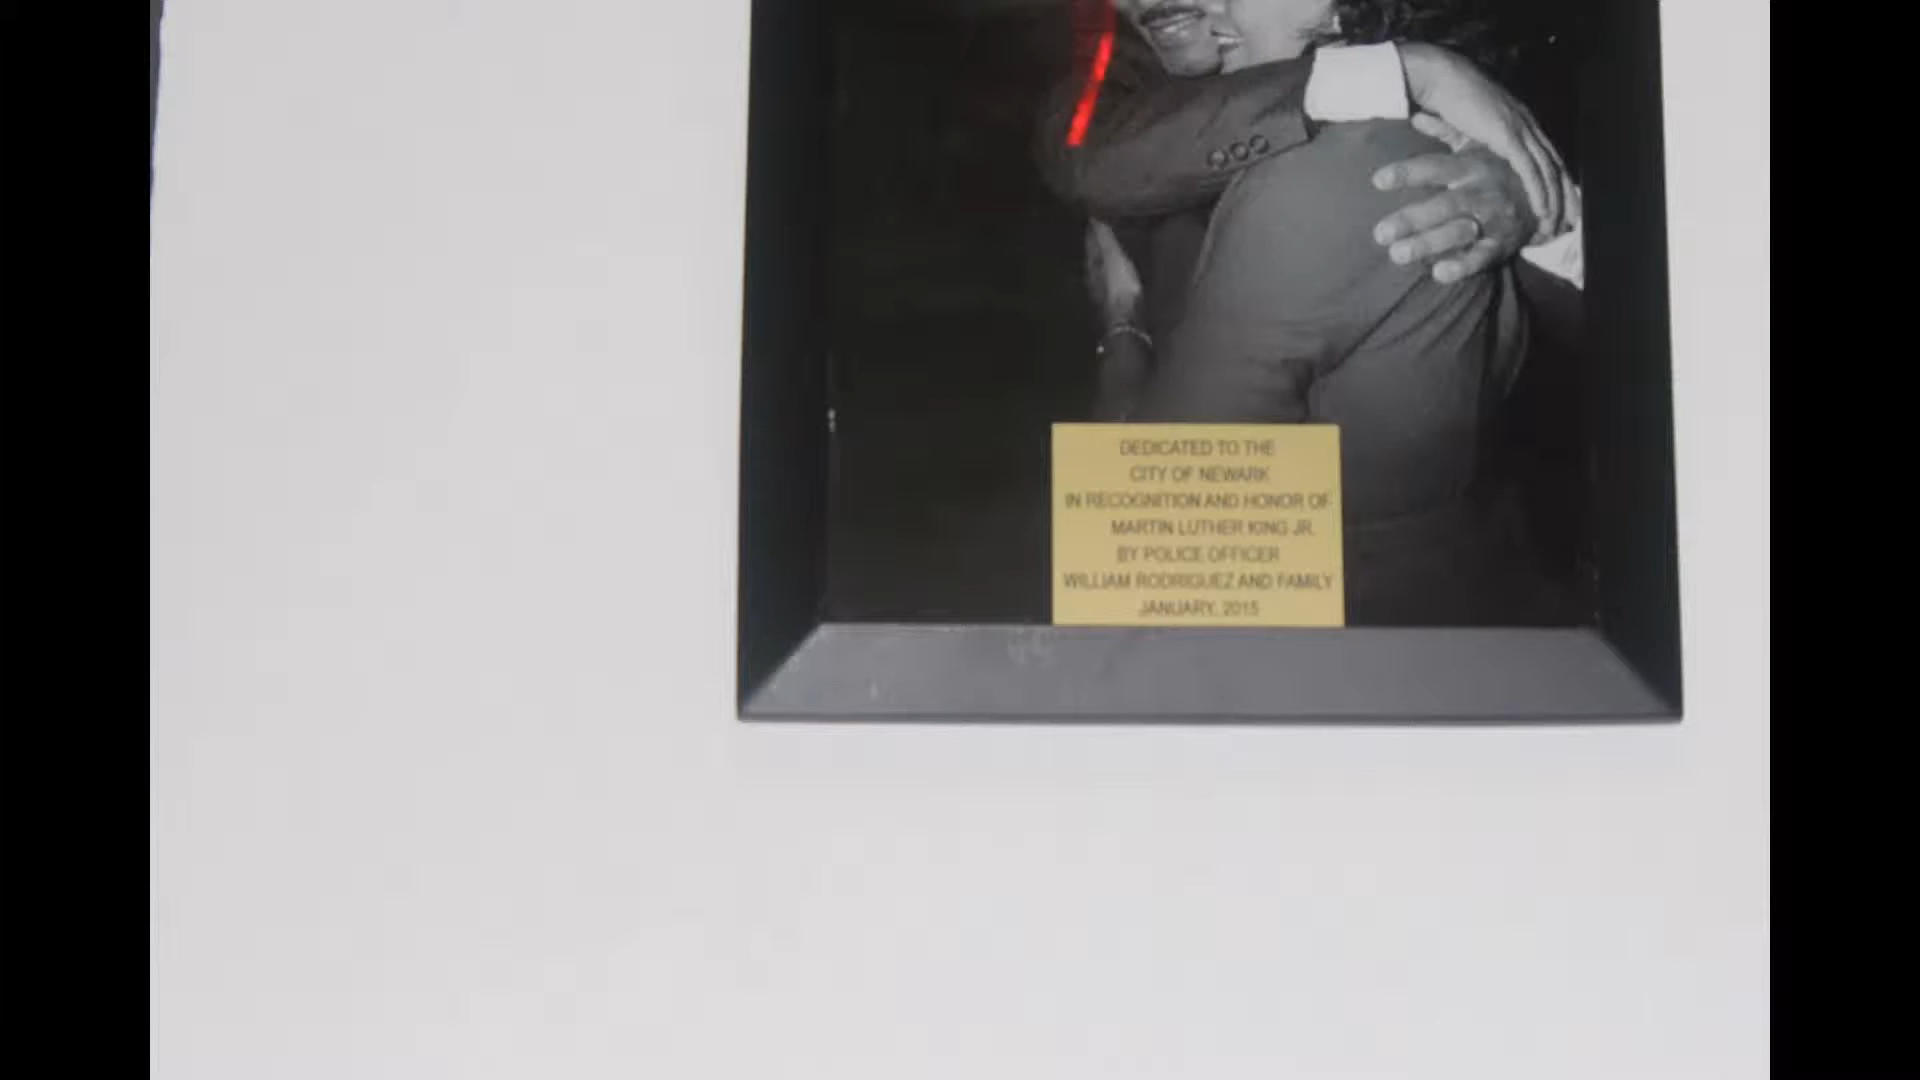 DEDICATED TO THE
CITY OF NEWARK
IN RECOGNITION AND HONOR OF
MARTIN LUTHER KING JR.
BY POLICE OFFICER
WILLIAM RODRIGUEZ AND FAMILY
JANUARY, 2015